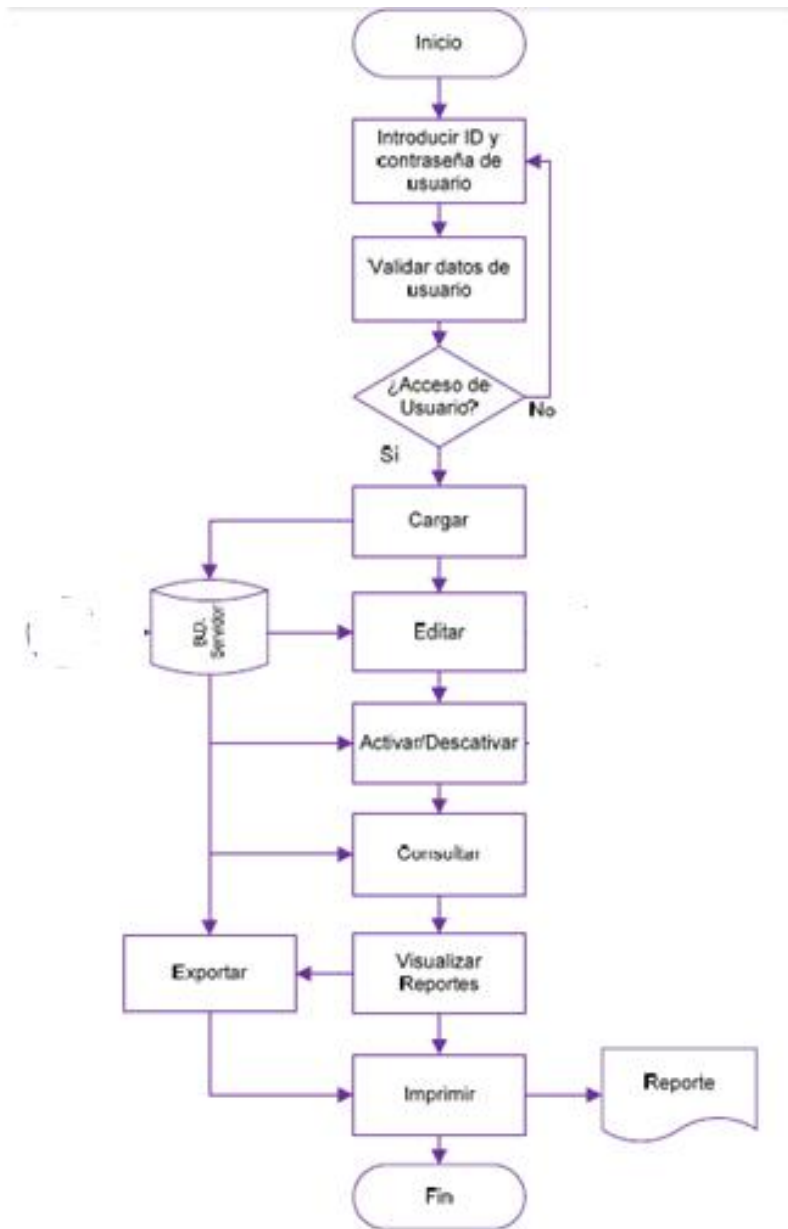 Inicio
Introducir ID y
contraseña de
usuario
Validar datos de
usuario
¿Acceso de
Usuario?
No
Si
Cargar
B.D.
Servidor
Editar
Activar/Descativar
Consultar
Exportar
Visualizar
Reportes
Imprimir
Reporte
Fin